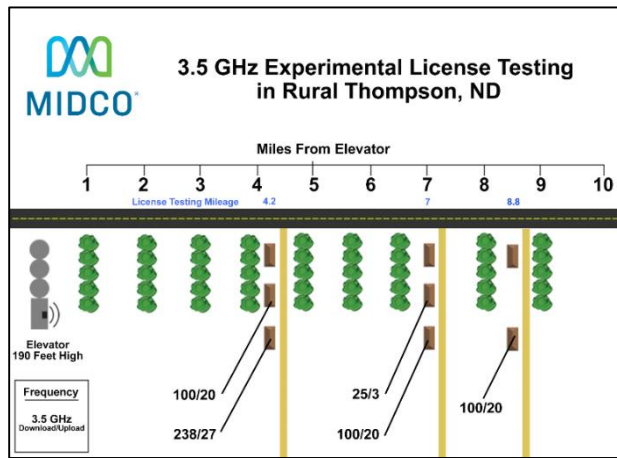 MIDCO
3.5 GHz Experimental License Testing
in Rural Thompson, ND
Miles From Elevator
1 2 3 4 5 6 7 8 9 10
License Testing Mileage 4.2 7 8.8
Elevator
190 Feet High
Frequency
3.5 GHz
Download/Upload
100/20
238/27
25/3
100/20
100/20